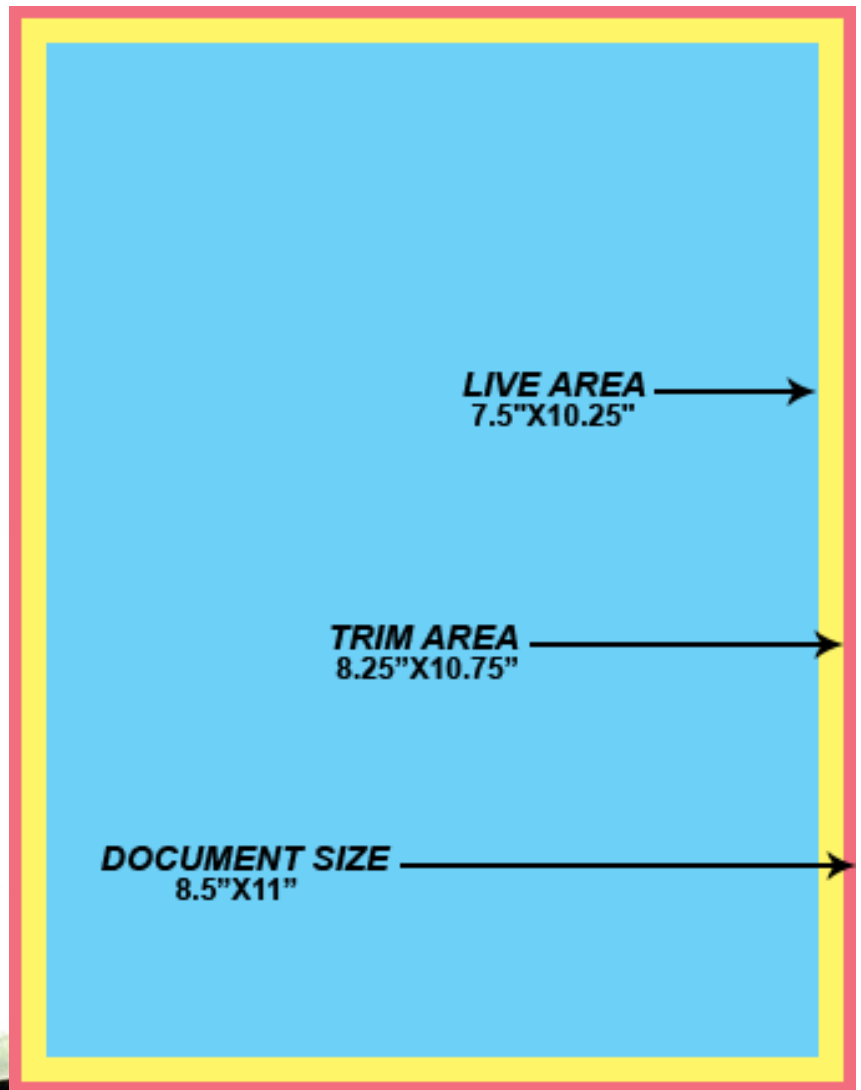 LIVE AREA
7.5"X10.25"
TRIM AREA
8.25”X10.75”
DOCUMENT SIZE
8.5”X11”